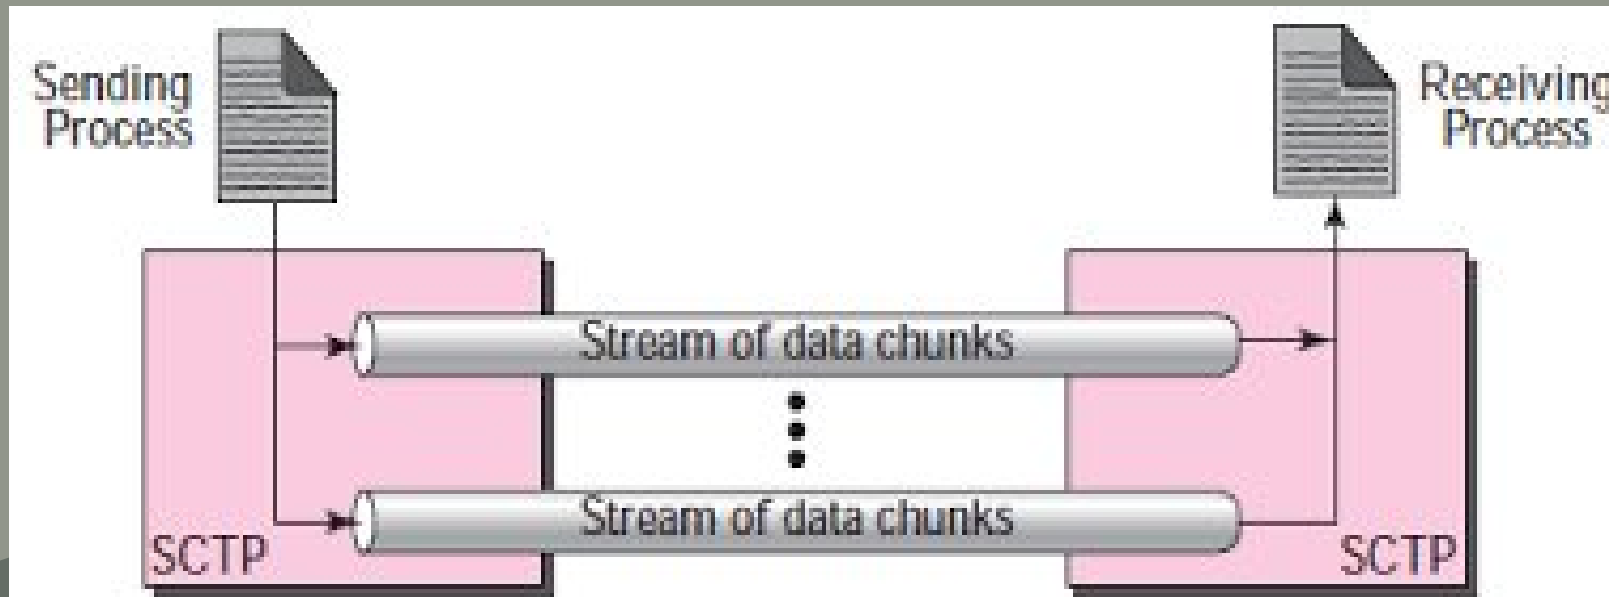 Sending
Process
Receiving
Process
Stream of data chunks
Stream of data chunks
SCTP
SCTP